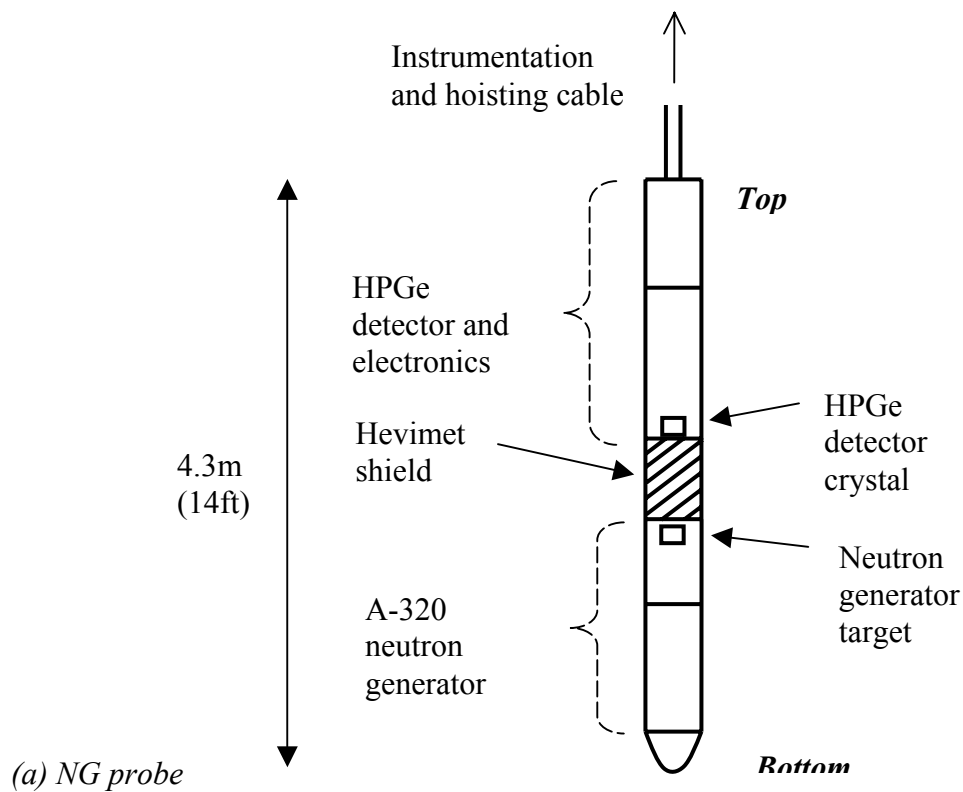 Instrumentation
and hoisting cable
Top
HPGe
detector and
electronics
HPGe
detector
crystal
Hevimet
shield
4.3m
(14ft)
Neutron
generator
target
A-320
neutron
generator
Bottom
(a) NG probe